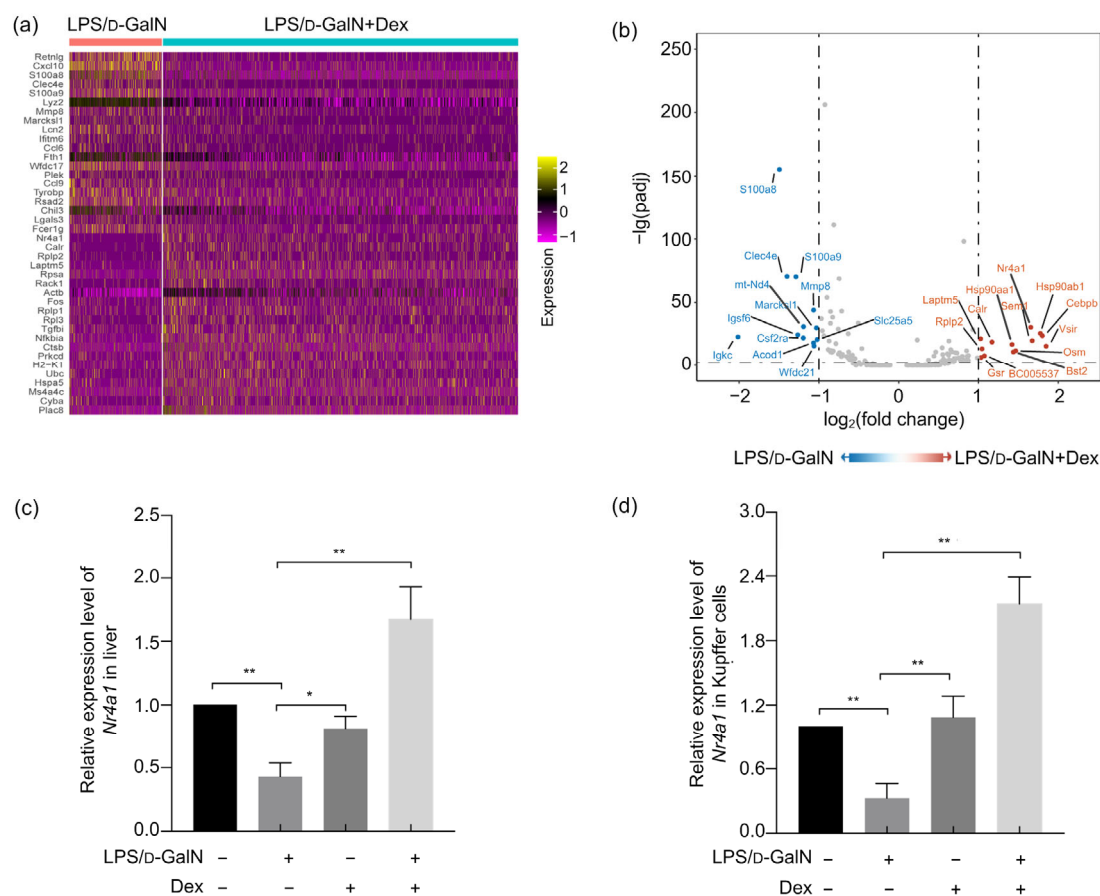 (a)
LPS/D-GalN LPS/D-GalN+Dex
Retnlg
Cxcl10
S100a8
Clec4e
S100a9
Lyz2
Mmp8
Marcksl1
Lcn2
Ifitm6
Ccl6
Fth1
Wfdc17
Plek
Ccl9
Tyrobp
Rsad2
Chil3
Lgals3
Fcer1g
Nr4a1
Calr
Rplp2
Laptm5
Rpsa
Rack1
Actb
Fos
Rplp1
Rpl3
Tgfbi
Nfkbia
Ctsb
Prkcd
H2-K1
Ubc
Hspa5
Ms4a4c
Cyba
Plac8
Expression
2
1
0
−1
(b)
−lg(padj)
250
200
150
100
50
0
S100a8
Clec4e
S100a9
mt-Nd4
Mmp8
Marcksl1
Igsf6
Csf2ra
Slc25a5
Igkc
Acod1
Wfdc21
Nr4a1
Hsp90ab1
Hsp90aa1
Cebpb
Laptm5
Calr
Sem1
Vsir
Rplp2
Osm
Gsr
BC005537
Bst2
−2 −1 0 1 2
log2(fold change)
LPS/D-GalN LPS/D-GalN+Dex
(c)
Relative expression level of
Nr4a1 in liver
2.5
2.0
1.5
1.0
0.5
0.0
**
**
*
LPS/D-GalN − + − +
Dex − − + +
(d)
Relative expression level of
Nr4a1 in Kupffer cells
3.0
2.4
1.8
1.2
0.6
0.0
**
**
**
LPS/D-GalN − + − +
Dex − − + +